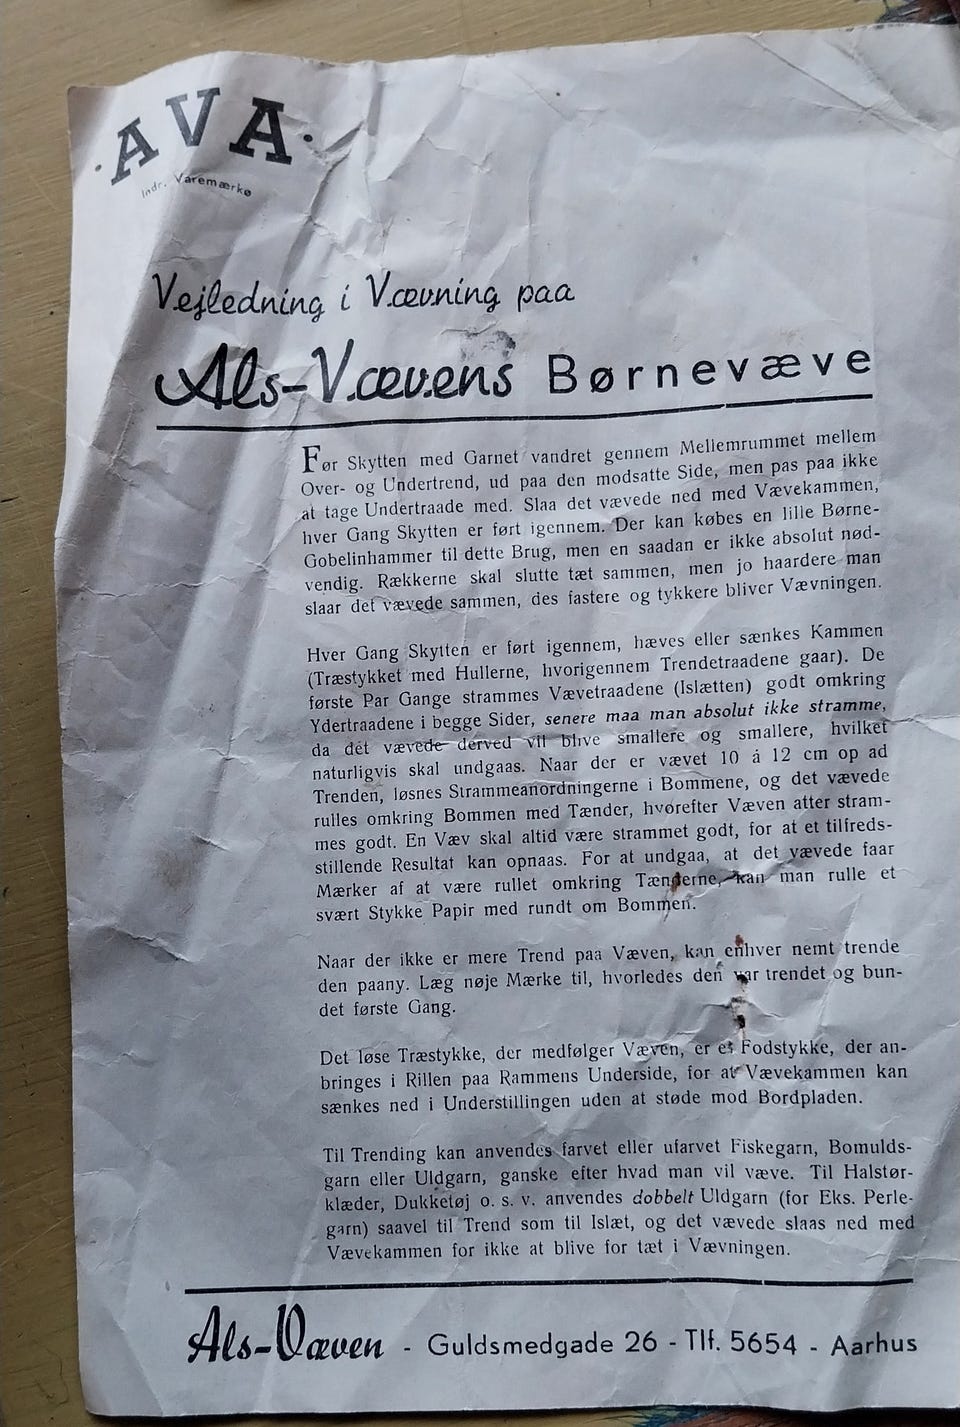 ·AVA·
Indr. Varemærke
Vejledning i Vævning paa
Als-Vævens Børnevæve
Før Skytten med Garnet vandret gennem Mellemrummet mellem
Over- og Undertrend, ud paa den modsatte Side, men pas paa ikke
at tage Undertraade med. Slaa det vævede ned med Vævekammen,
hver Gang Skytten er ført igennem. Der kan købes en lille Børne-
Gobelinhammer til dette Brug, men en saadan er ikke absolut nød-
vendig. Rækkerne skal slutte tæt sammen, men jo haardere man
slaar det vævede sammen, des fastere og tykkere bliver Vævningen.
Hver Gang Skytten er ført igennem, hæves eller sænkes Kammen
(Træstykket med Hullerne, hvorigennem Trendetraadene gaar). De
første Par Gange strammes Vævetraadene (Islætten) godt omkring
Ydertraadene i begge Sider, senere maa man absolut ikke stramme,
da det vævede derved vil blive smallere og smallere, hvilket
naturligvis skal undgaas. Naar der er vævet 10 á 12 cm op ad
Trenden, løsnes Strammeanordningerne i Bommene, og det vævede
rulles omkring Bommen med Tænder, hvorefter Væven atter stram-
mes godt. En Væv skal altid være strammet godt, for at et tilfreds-
stillende Resultat kan opnaas. For at undgaa, at det vævede faar
Mærker af at være rullet omkring Tænderne, kan man rulle et
svært Stykke Papir med rundt om Bommen.
Naar der ikke er mere Trend paa Væven, kan enhver nemt trende
den paany. Læg nøje Mærke til, hvorledes den var trendet og bun-
det første Gang.
Det løse Træstykke, der medfølger Væven, er et Fodstykke, der an-
bringes i Rillen paa Rammens Underside, for at Vævekammen kan
sænkes ned i Understillingen uden at støde mod Bordpladen.
Til Trending kan anvendes farvet eller ufarvet Fiskegarn, Bomulds-
garn eller Uldgarn, ganske efter hvad man vil væve. Til Halstør-
klæder, Dukketøj o. s. v. anvendes dobbelt Uldgarn (for Eks. Perle-
garn) saavel til Trend som til Islæt, og det vævede slaas ned med
Vævekammen for ikke at blive for tæt i Vævningen.
Als-Væven - Guldsmedgade 26 - Tlf. 5654 - Aarhus